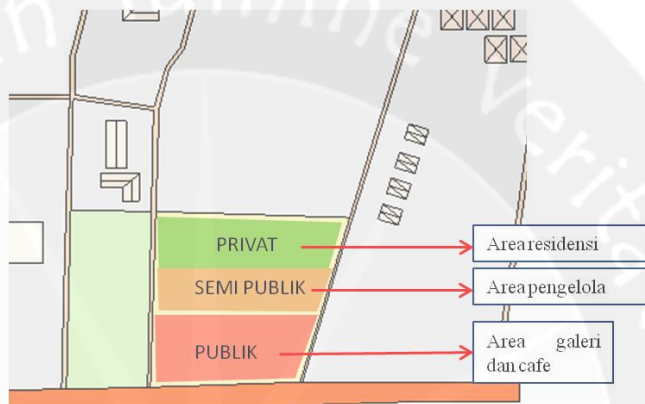 PRIVAT
Area residensi
SEMI PUBLIK
Area pengelola
PUBLIK
Area galeri
dan cafe